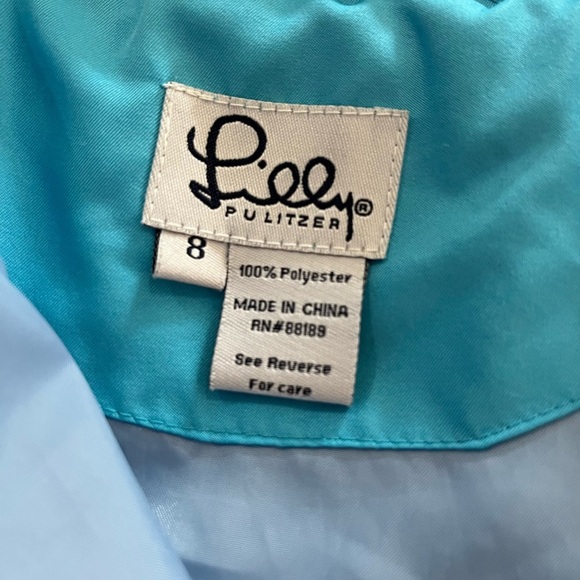 Lilly®
PULITZER
8
100% Polyester
MADE IN CHINA
RN#88189
See Reverse
For care